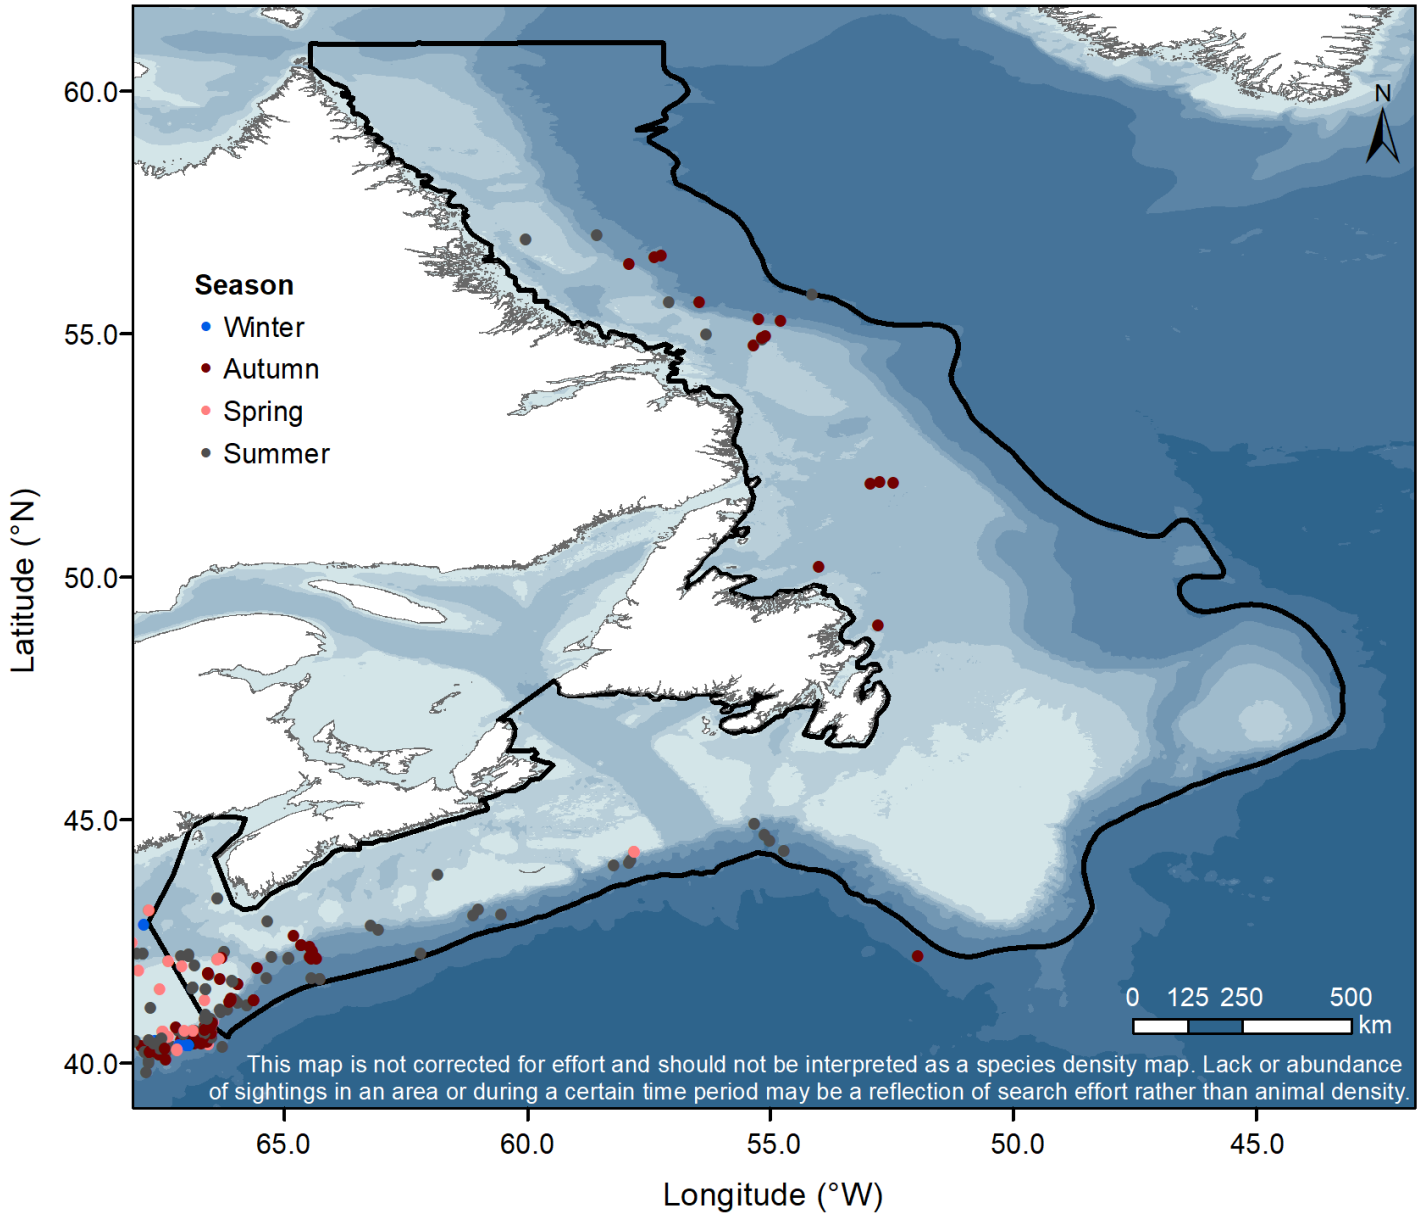 N
60.0
55.0
50.0
45.0
40.0
Latitude (°N)
Season
Winter
Autumn
Spring
Summer
0 125 250 500
km
This map is not corrected for effort and should not be interpreted as a species density map. Lack or abundance
of sightings in an area or during a certain time period may be a reflection of search effort rather than animal density.
65.0 60.0 55.0 50.0 45.0
Longitude (°W)